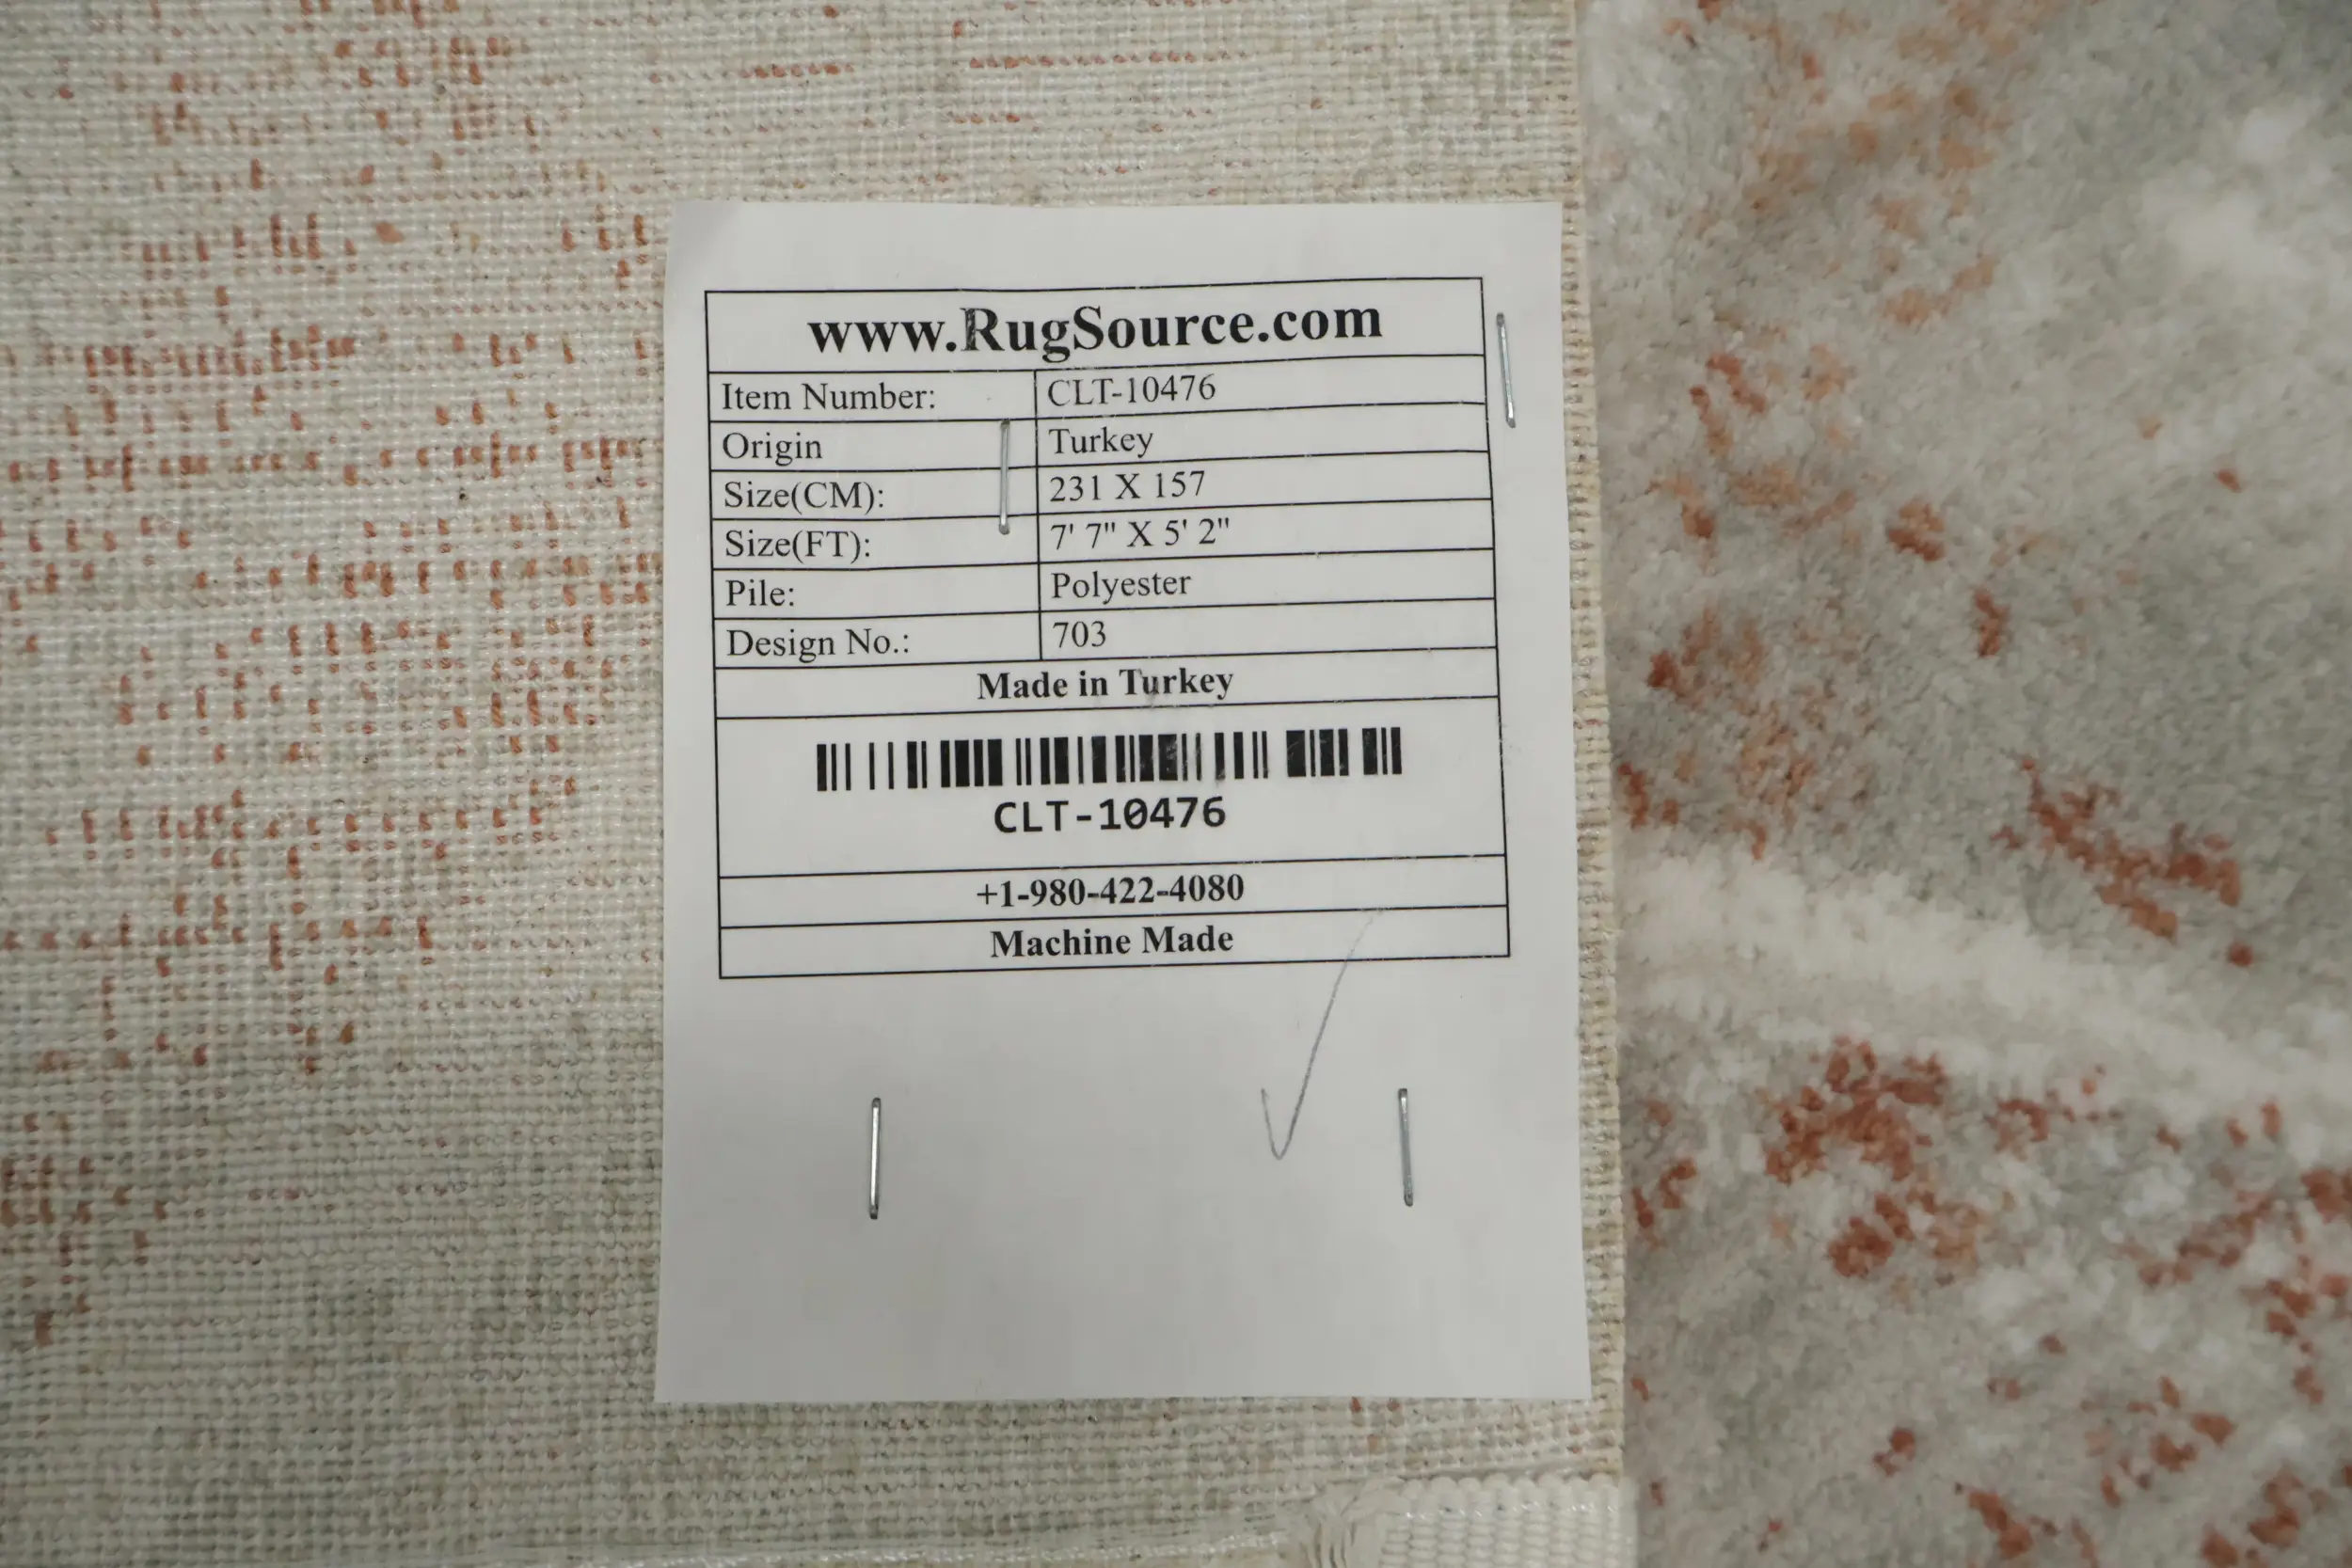 www.RugSource.com
Item Number: CLT-10476
Origin Turkey
Size(CM): 231 X 157
Size(FT): 7' 7" X 5' 2"
Pile: Polyester
Design No.: 703
Made in Turkey
CLT-10476
+1-980-422-4080
Machine Made